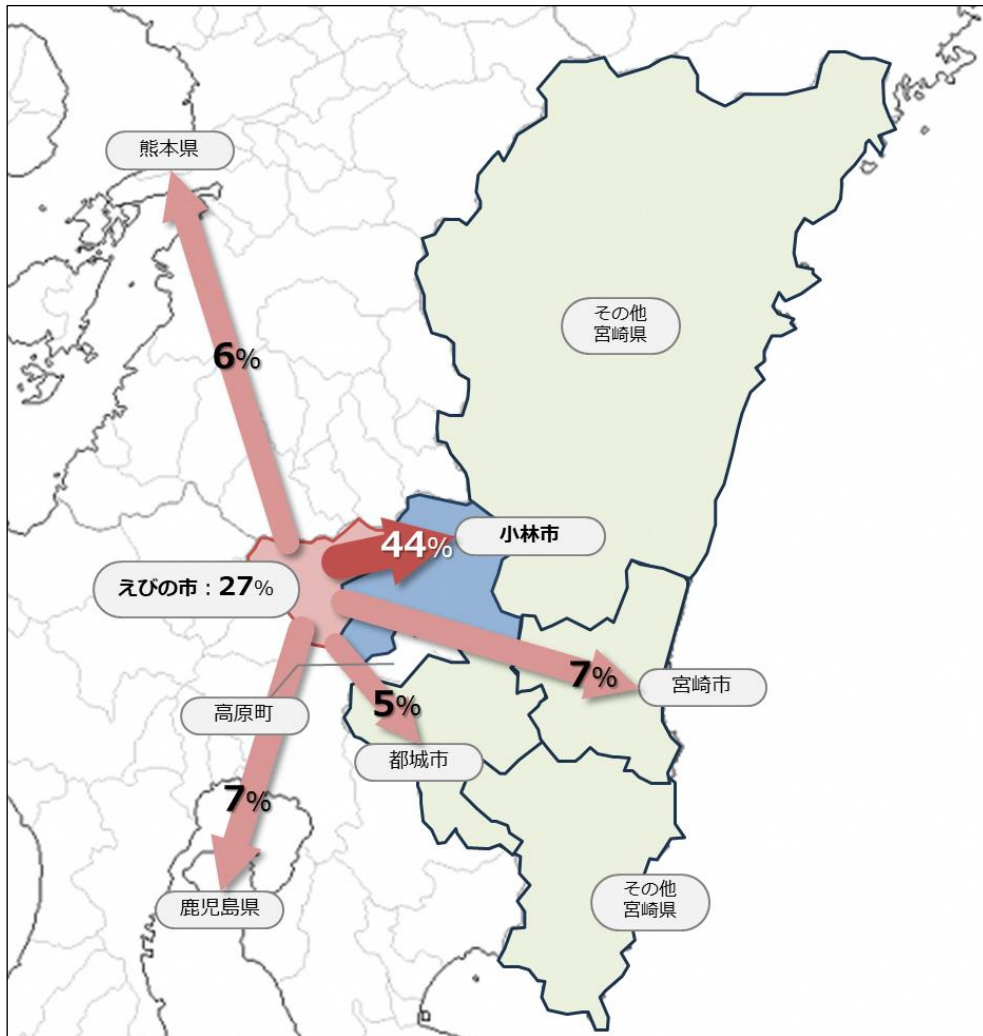 熊本県
その他
宮崎県
6%
44%
小林市
えびの市：27%
7%
宮崎市
高原町
5%
都城市
7%
鹿児島県
その他
宮崎県